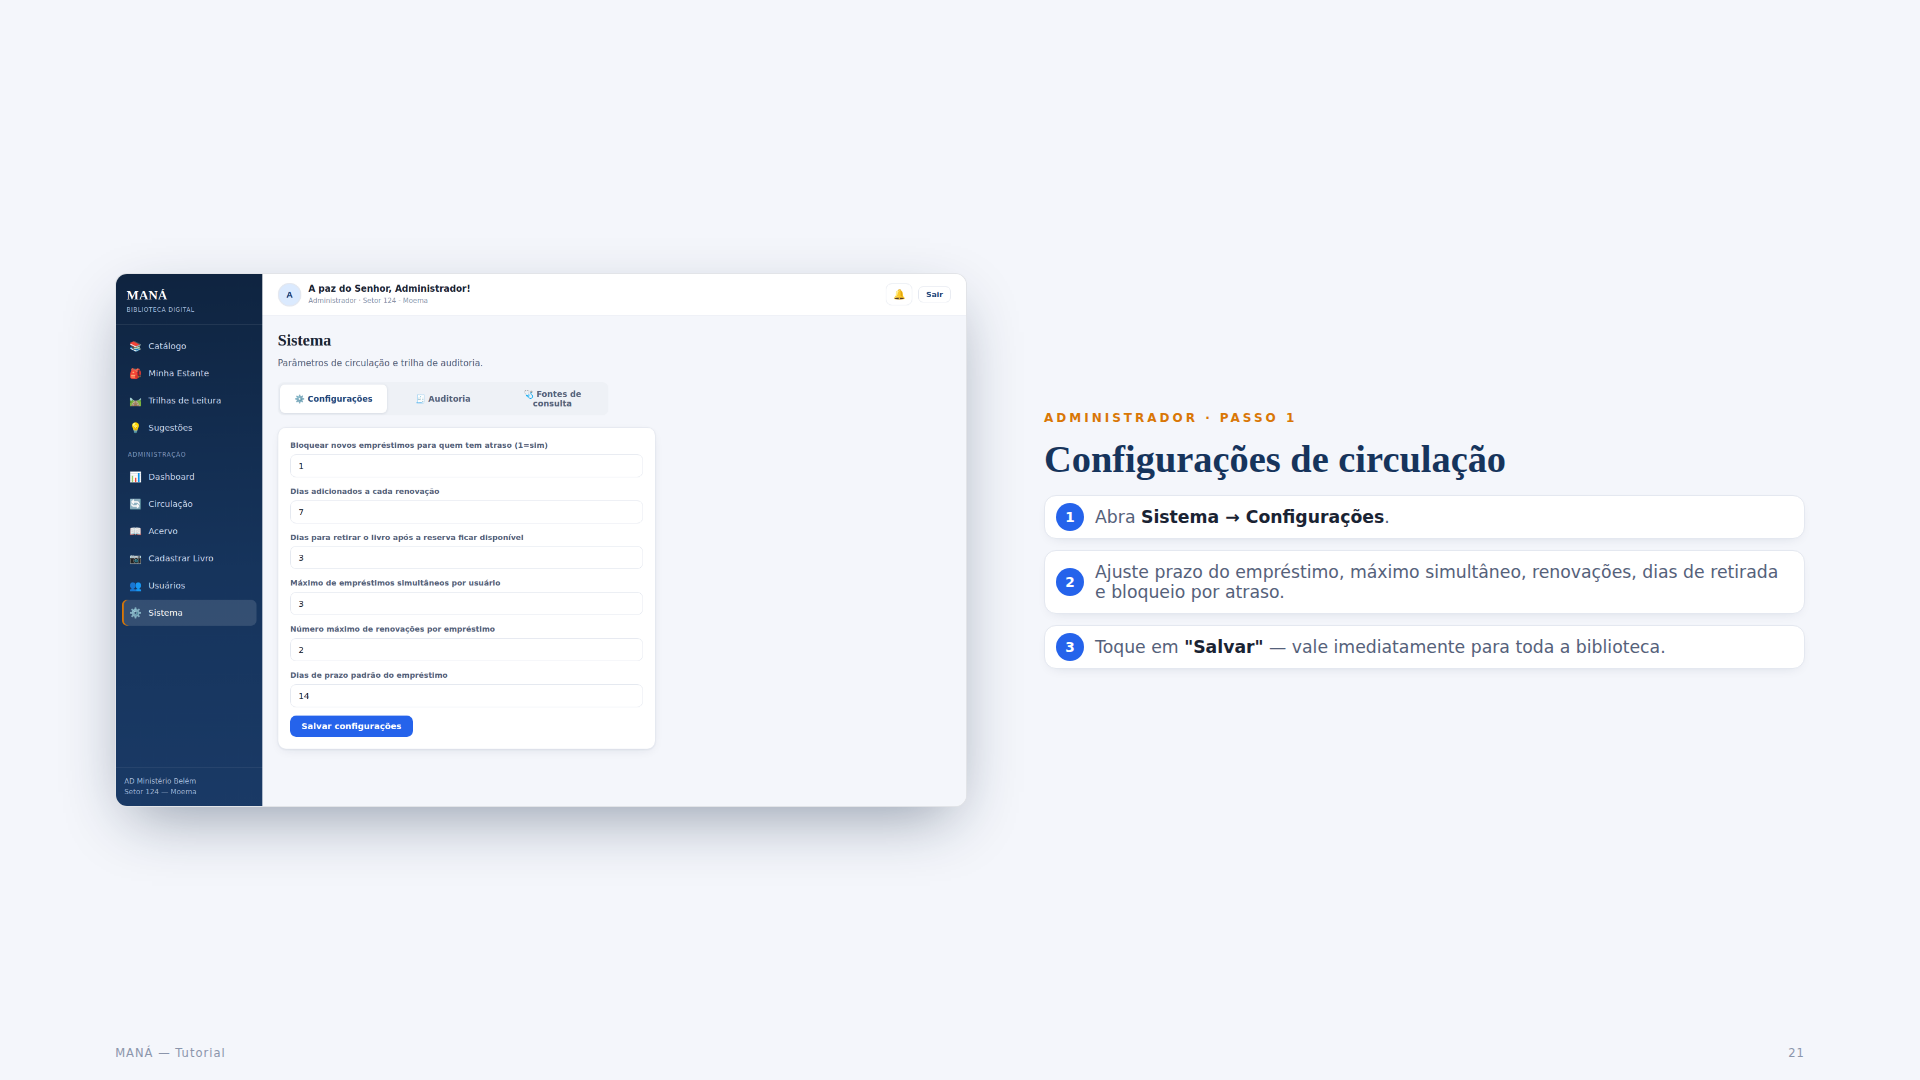 MANÁ
BIBLIOTECA DIGITAL
Catálogo
Minha Estante
Trilhas de Leitura
Sugestões
ADMINISTRAÇÃO
Dashboard
Circulação
Acervo
Cadastrar Livro
Usuários
Sistema
AD Ministério Belém
Setor 124 — Moema
A
A paz do Senhor, Administrador!
Administrador · Setor 124 · Moema
Sair
Sistema
Parâmetros de circulação e trilha de auditoria.
Configurações
Auditoria
Fontes de
consulta
Bloquear novos empréstimos para quem tem atraso (1=sim)
1
Dias adicionados a cada renovação
7
Dias para retirar o livro após a reserva ficar disponível
3
Máximo de empréstimos simultâneos por usuário
3
Número máximo de renovações por empréstimo
2
Dias de prazo padrão do empréstimo
14
Salvar configurações
ADMINISTRADOR · PASSO 1
Configurações de circulação
1 Abra Sistema → Configurações.
2 Ajuste prazo do empréstimo, máximo simultâneo, renovações, dias de retirada
e bloqueio por atraso.
3 Toque em "Salvar" — vale imediatamente para toda a biblioteca.
MANÁ — Tutorial
21